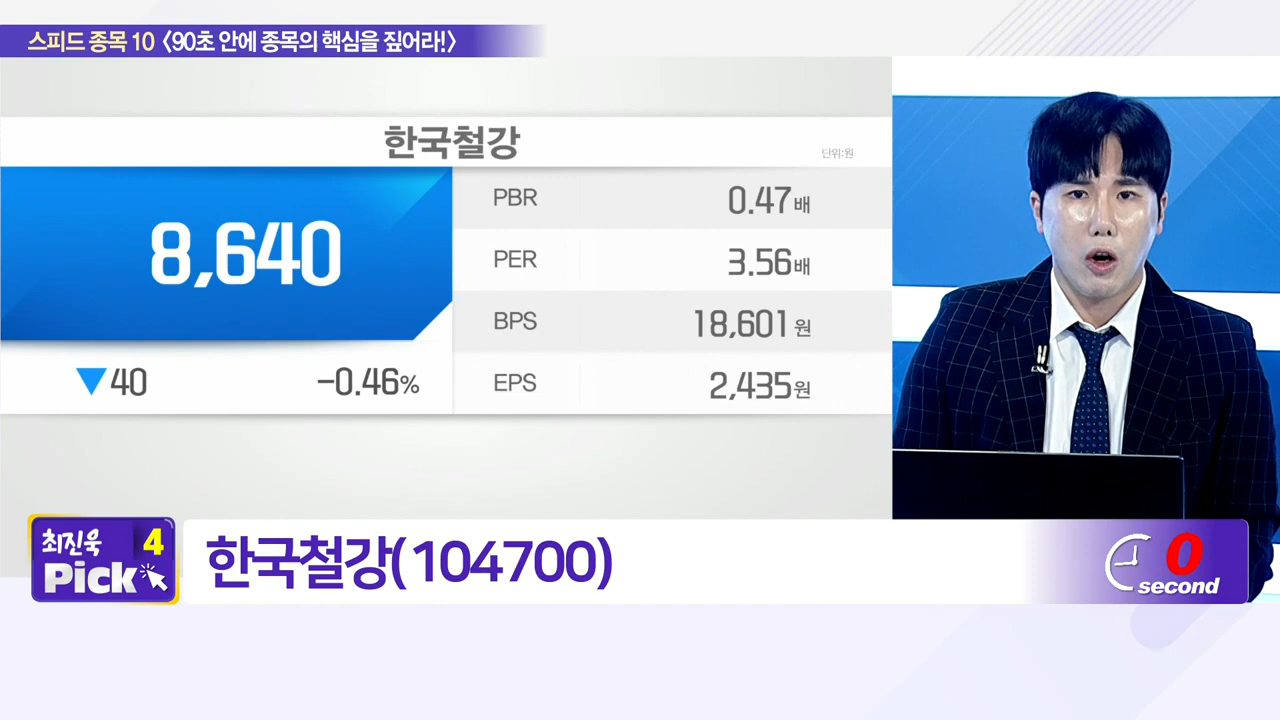 스피드 종목 10 〈90초 안에 종목의 핵심을 짚어라!〉
한국철강
단위:원
8,640
▼40 -0.46%
PBR 0.47배
PER 3.56배
BPS 18,601원
EPS 2,435원
최진욱 4
Pick
한국철강(104700)
0
second